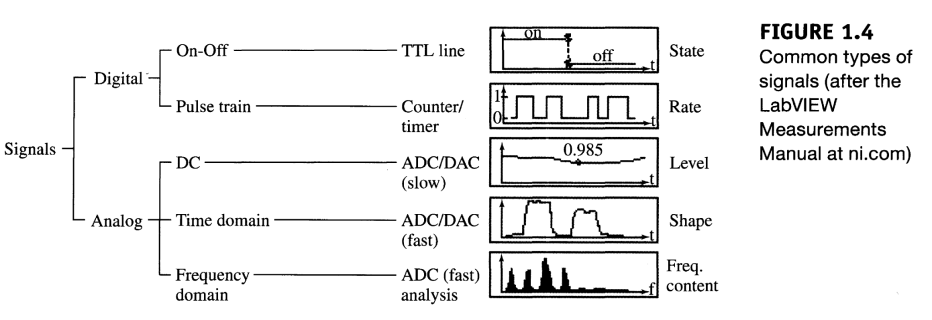 Signals
Digital
On-Off
TTL line
on
off
t
State
Pulse train
Counter/
timer
1
0
t
Rate
Analog
DC
ADC/DAC
(slow)
0.985
t
Level
Time domain
ADC/DAC
(fast)
t
Shape
Frequency
domain
ADC (fast)
analysis
f
Freq.
content
FIGURE 1.4
Common types of
signals (after the
LabVIEW
Measurements
Manual at ni.com)